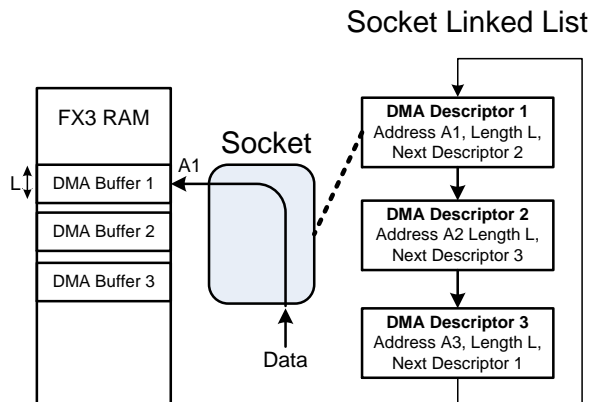 Socket Linked List
FX3 RAM
Socket
A1
L
DMA Buffer 1
DMA Buffer 2
DMA Buffer 3
Data
DMA Descriptor 1
Address A1, Length L,
Next Descriptor 2
DMA Descriptor 2
Address A2 Length L,
Next Descriptor 3
DMA Descriptor 3
Address A3, Length L,
Next Descriptor 1